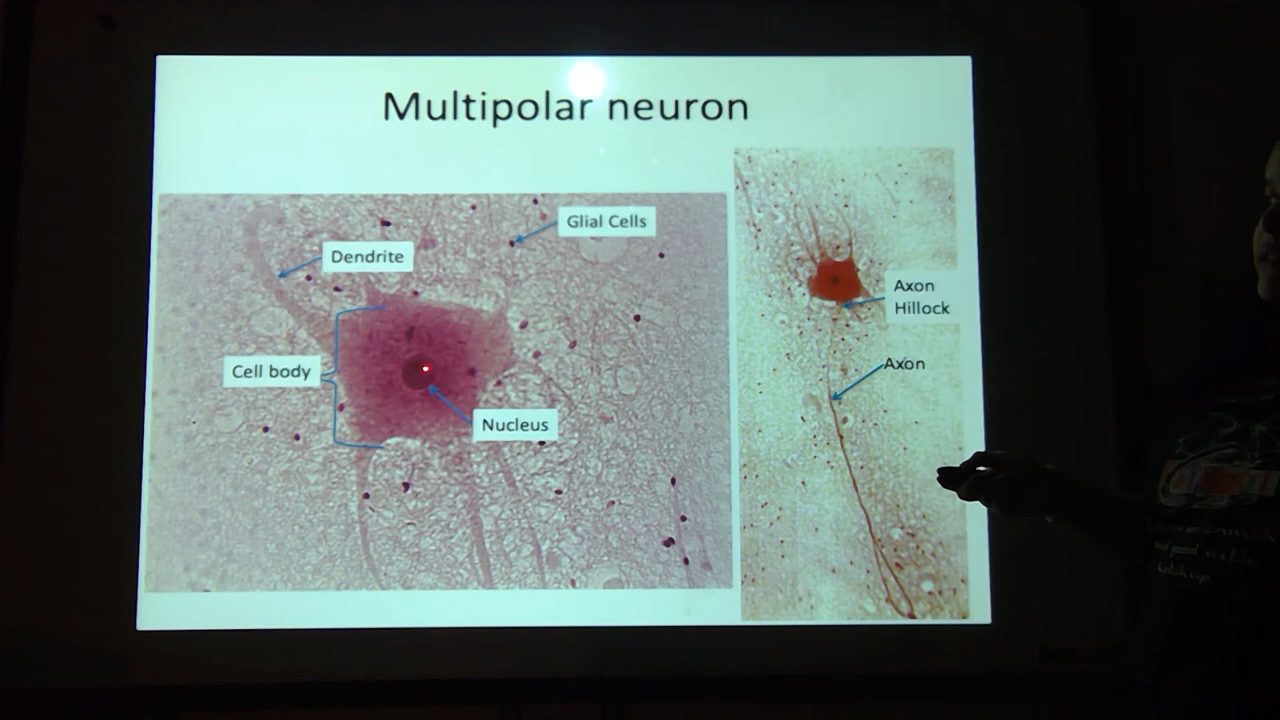 Multipolar neuron
Glial Cells
Dendrite
Cell body
Nucleus
Axon
Hillock
Axon